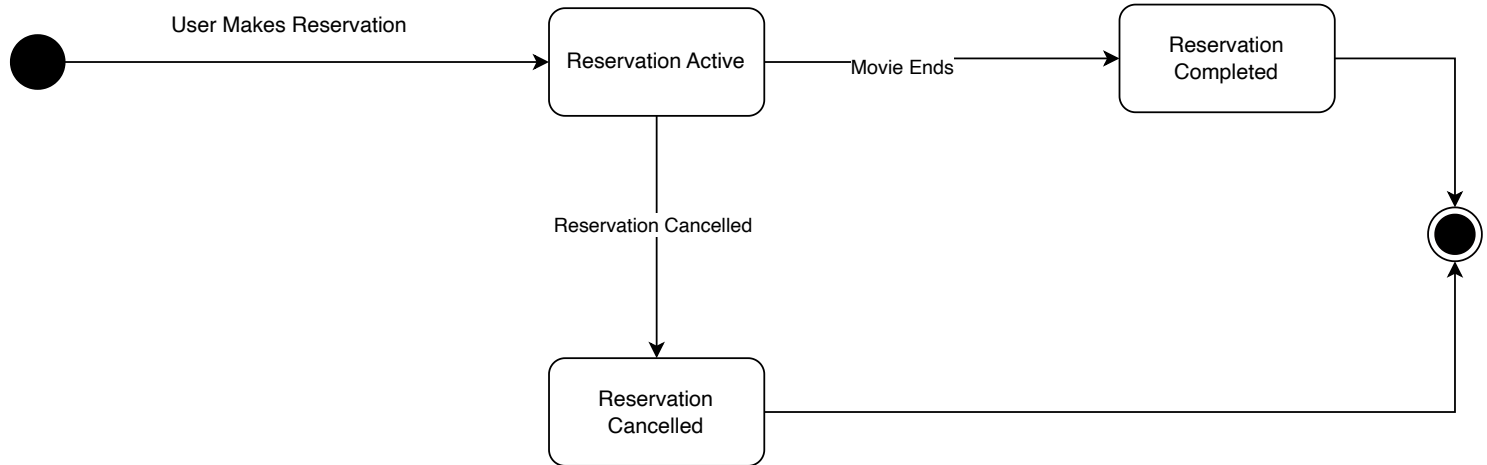 User Makes Reservation
Reservation Active
Movie Ends
Reservation
Completed
Reservation Cancelled
Reservation
Cancelled